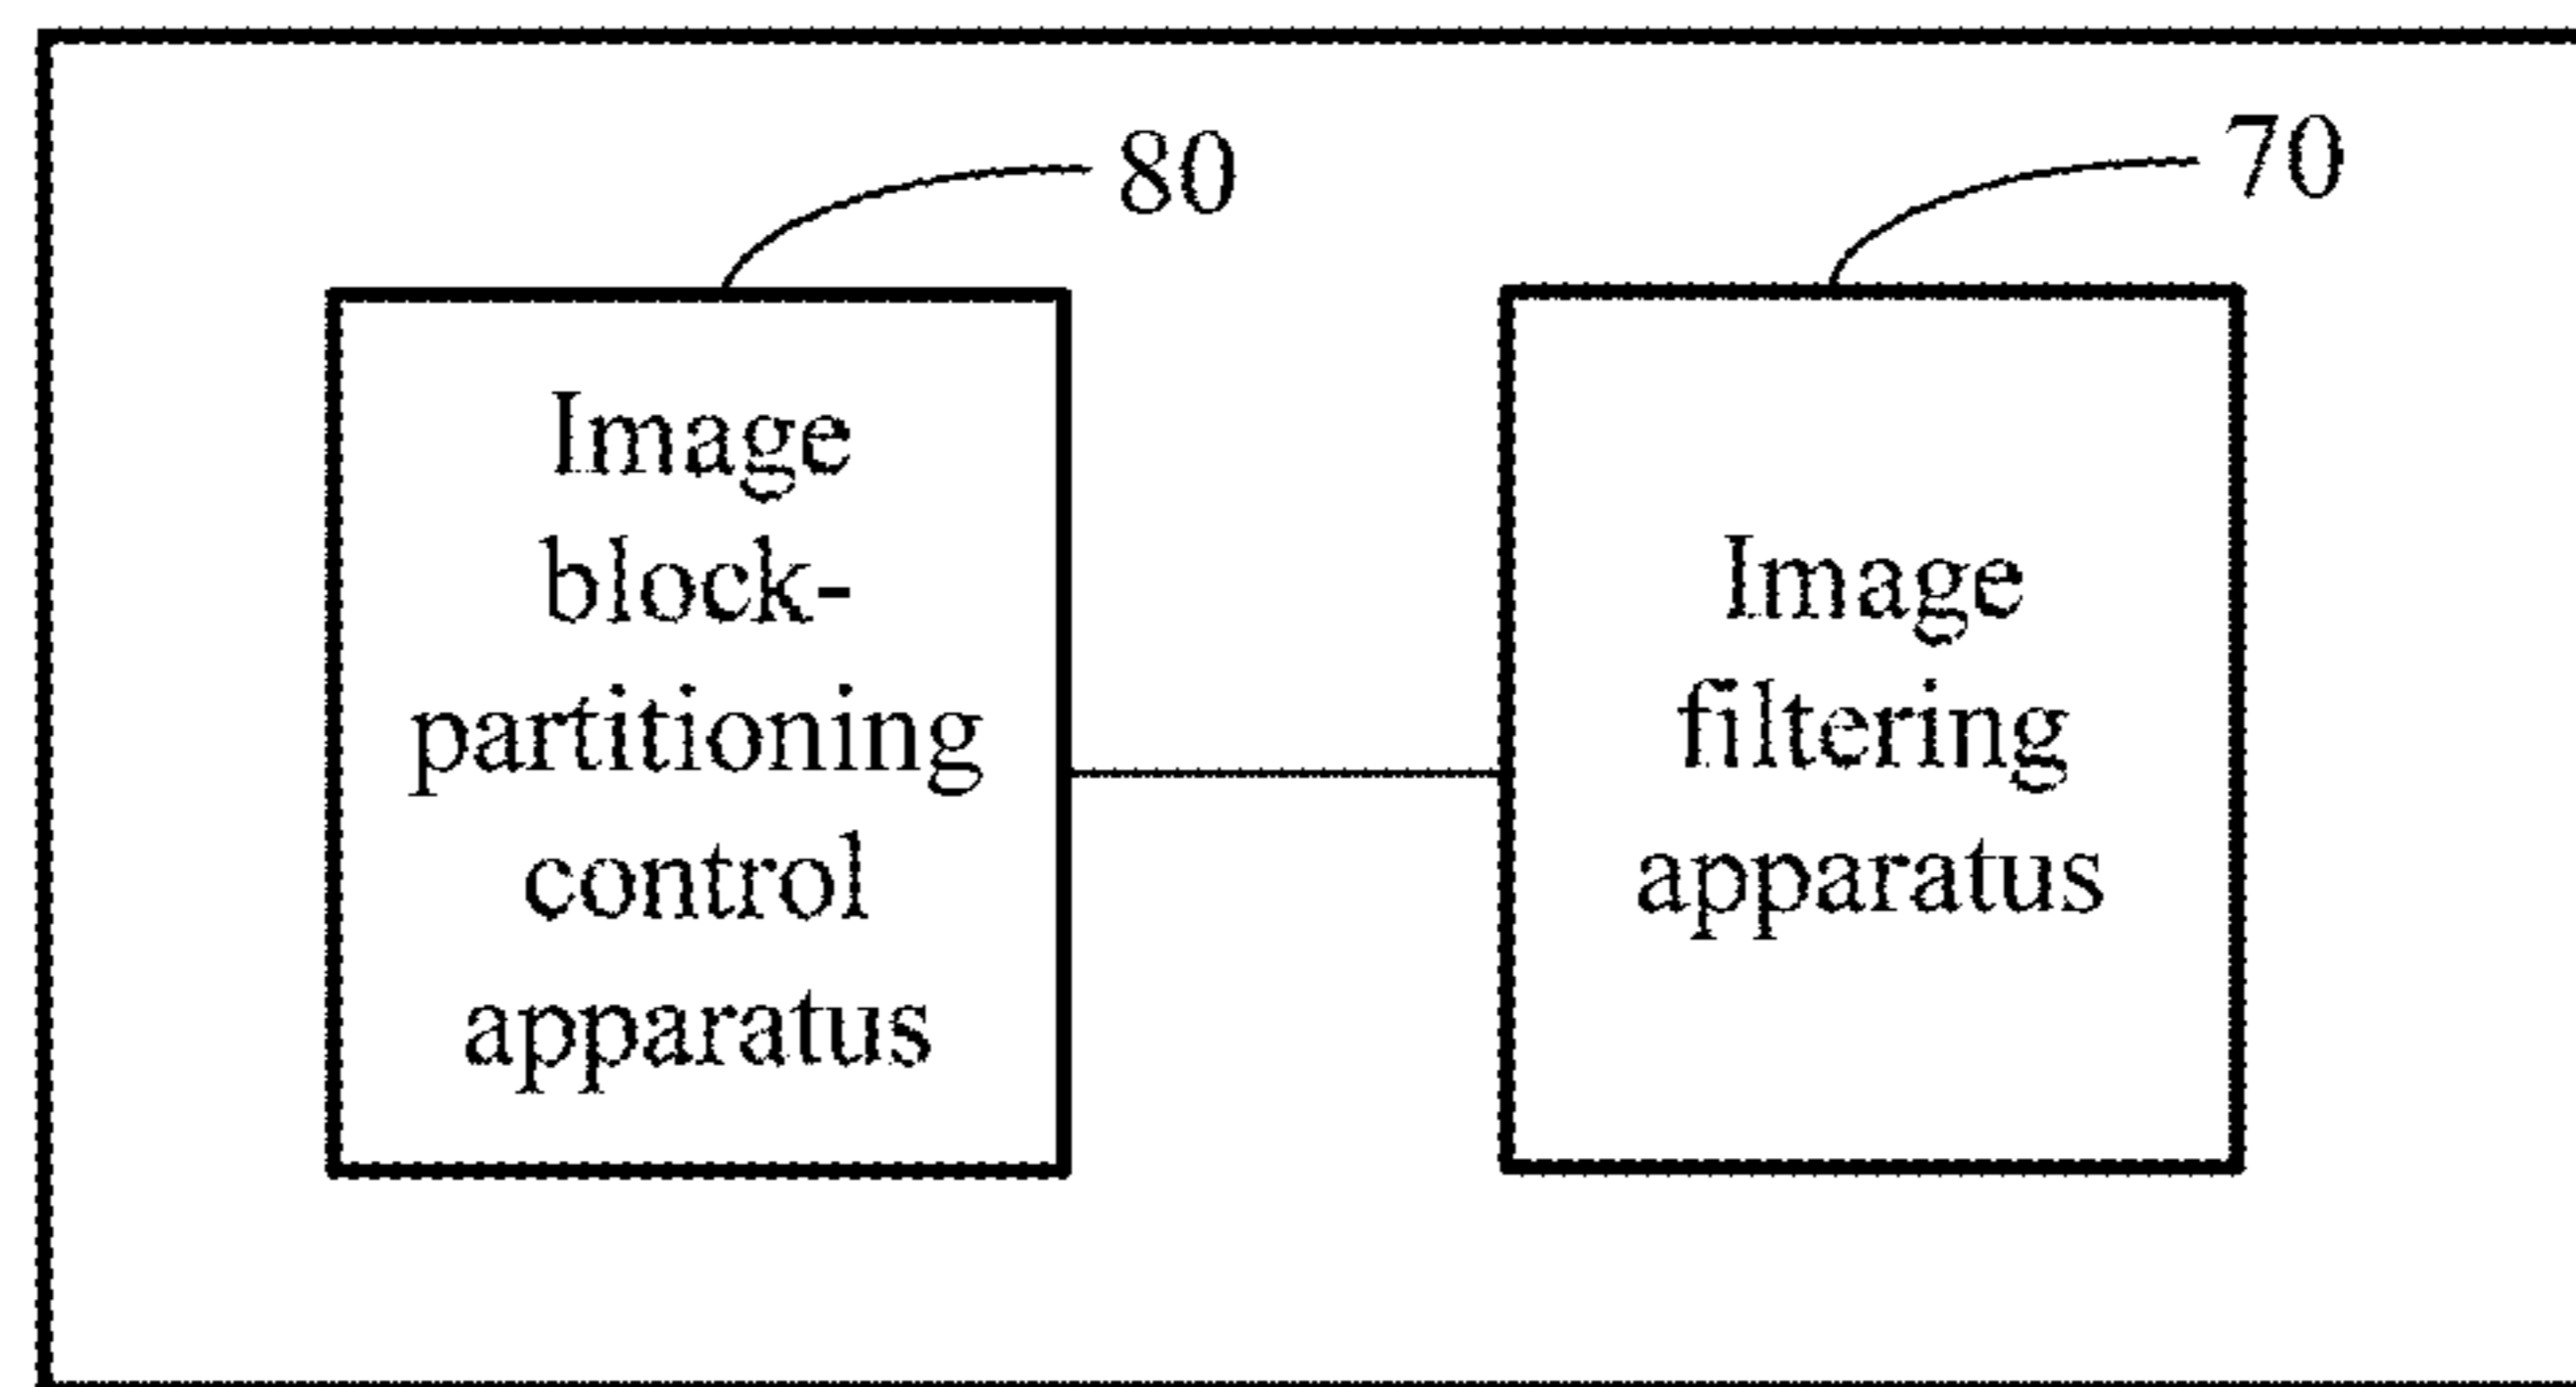 80
70
Image
block-
partitioning
control
apparatus
Image
filtering
apparatus